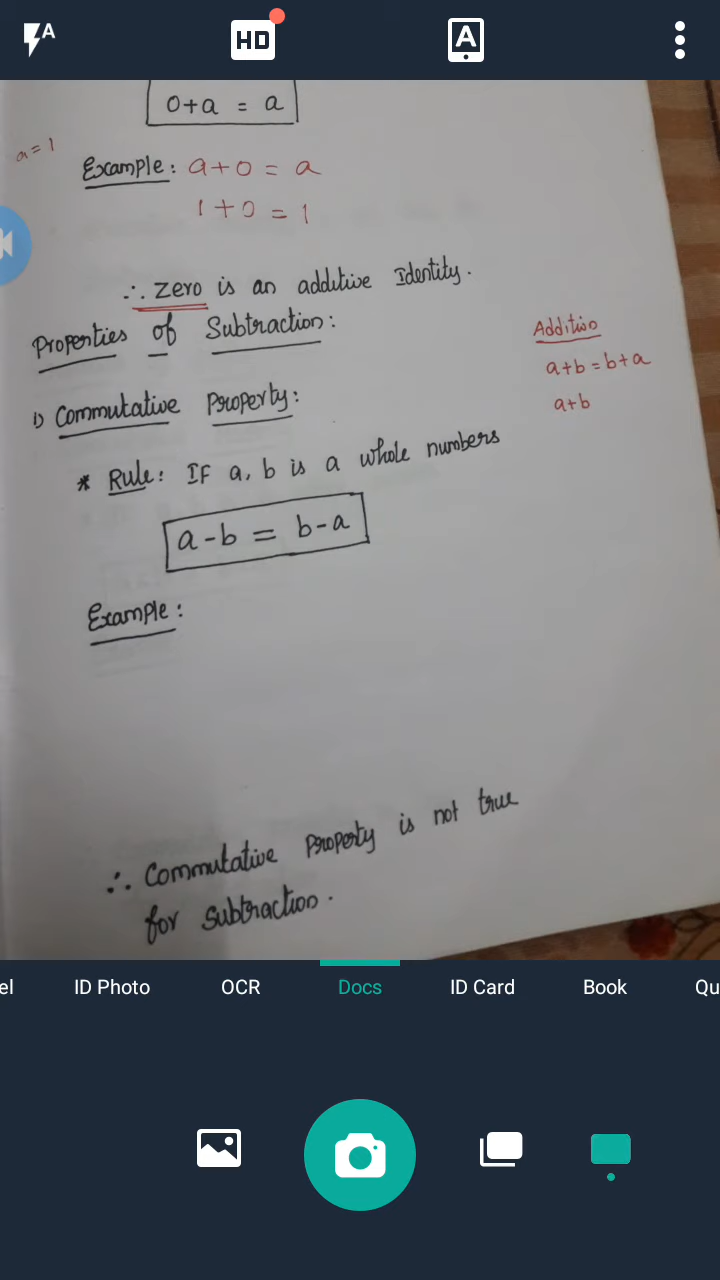 A
HD
A
0+a = a
a=1
Example: a+0 = a
1+0 = 1
∴ zero is an additive Identity.
Properties of Subtraction:
Addition
a+b = b+a
a+b
1) Commutative Property:
* Rule: IF a, b is a whole numbers
a-b = b-a
Example:
∴ Commutative Property is not true
for Subtraction.
el ID Photo OCR Docs ID Card Book Qu